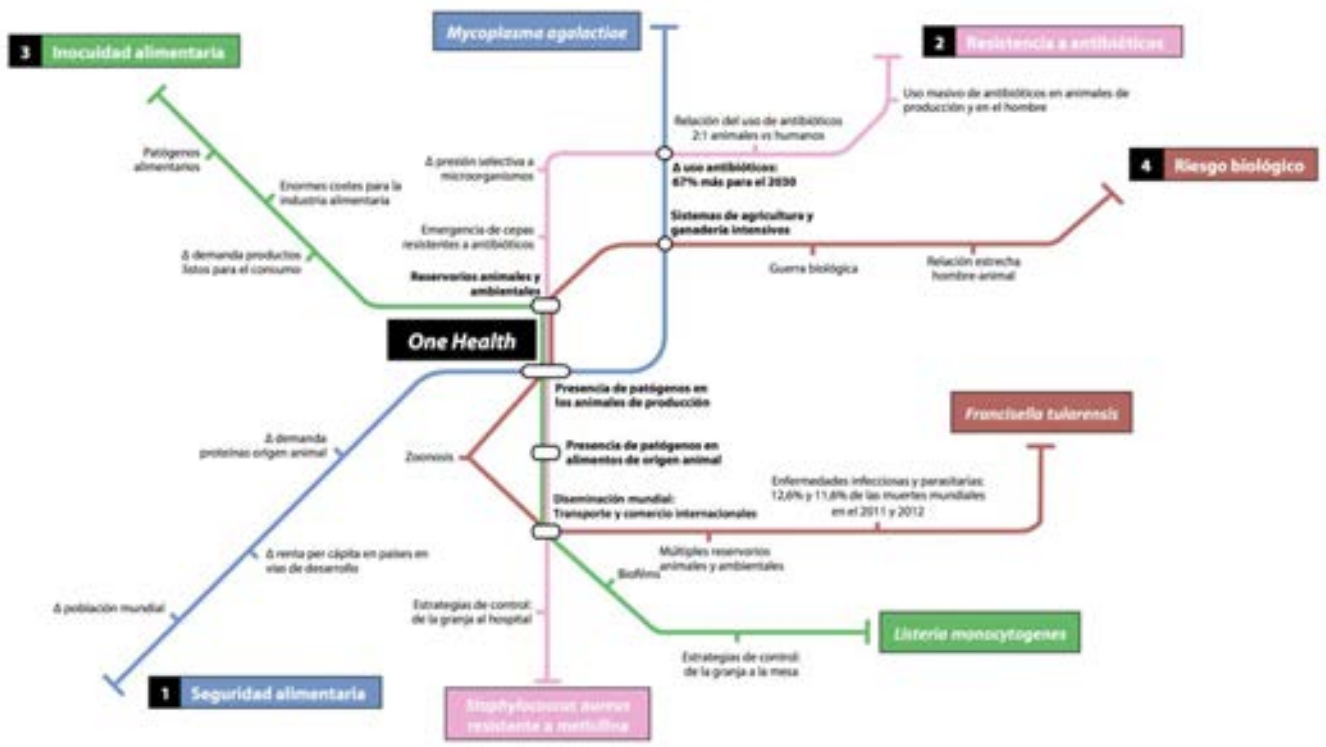 Mycoplasma agalactiae
3 Inocuidad alimentaria
2 Resistencia a antibióticos
Uso masivo de antibióticos en animales de
producción y en el hombre
Relación del uso de antibióticos
2:1 animales vs humanos
Patógenos
alimentarios
Δ presión selectiva a
microorganismos
Δ uso antibióticos:
67% más para el 2030
4 Riesgo biológico
Enormes costes para la
industria alimentaria
Sistemas de agricultura y
ganadería intensivos
Emergencia de cepas
resistentes a antibióticos
Δ demanda productos
listos para el consumo
Guerra biológica
Relación estrecha
hombre animal
Reservorios animales y
ambientales
One Health
Presencia de patógenos en
los animales de producción
Francisella tularensis
Δ demanda
proteínas origen animal
Zoonosis
Presencia de patógenos en
alimentos de origen animal
Enfermedades infecciosas y parasitarias:
12,6% y 11,6% de las muertes mundiales
en el 2011 y 2012
Diseminación mundial:
Transporte y comercio internacionales
Δ renta per cápita en países en
vías de desarrollo
Múltiples reservorios
animales y ambientales
Biofilms
Δ población mundial
Estrategias de control:
de la granja al hospital
Listeria monocytogenes
Estrategias de control:
de la granja a la mesa
1 Seguridad alimentaria
Staphylococcus aureus
resistente a meticilina